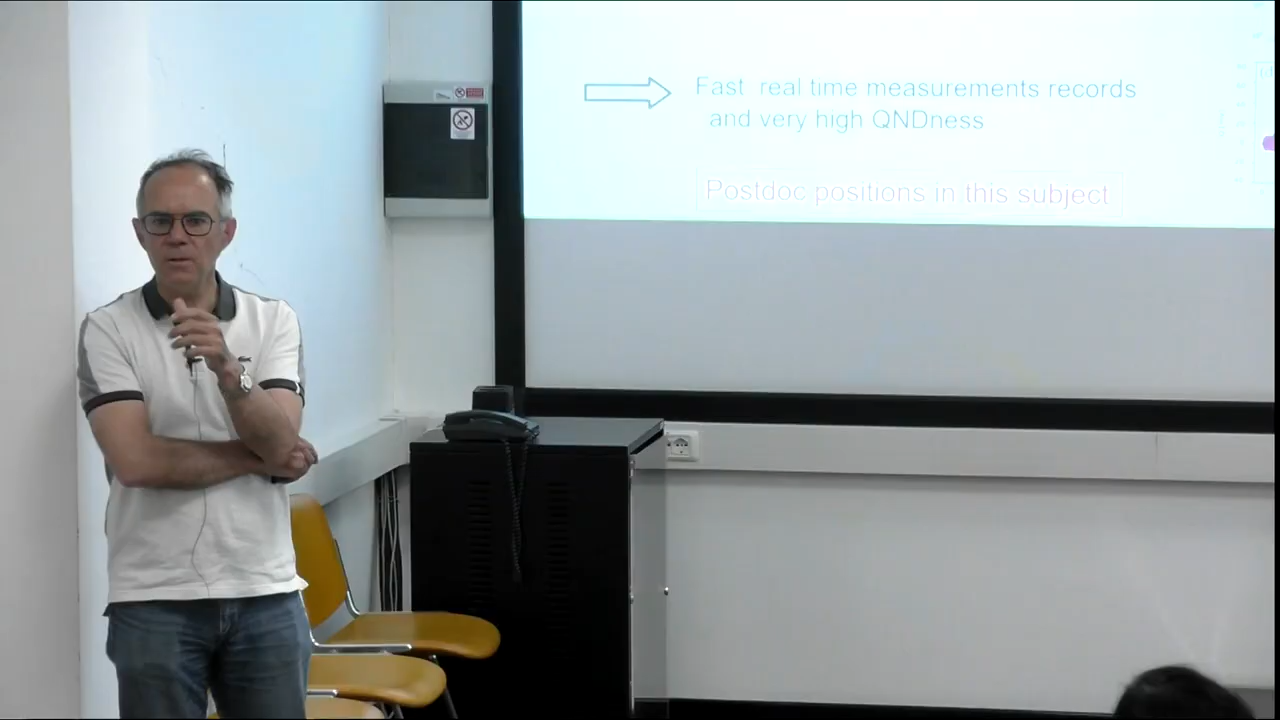 Fast real time measurements records
and very high QNDness
Postdoc positions in this subject